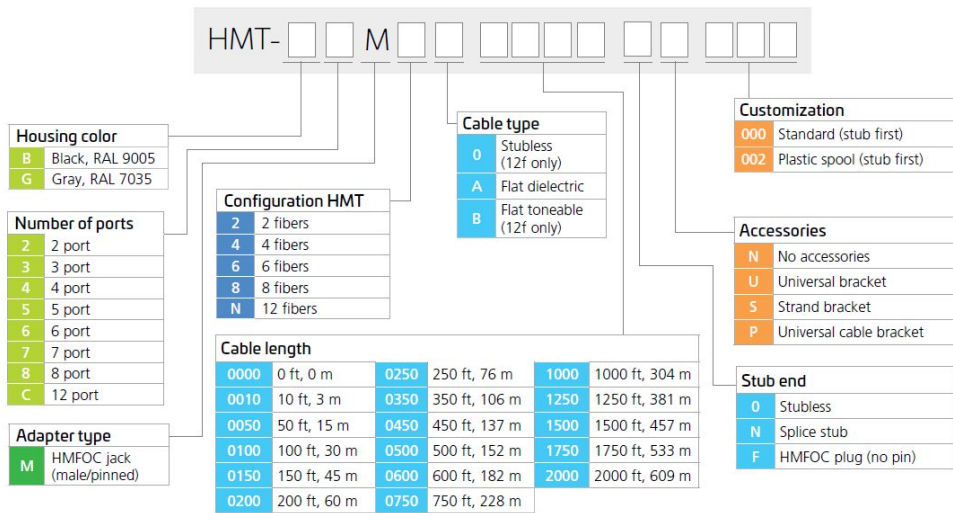 HMT- M
Housing color
B Black, RAL 9005
G Gray, RAL 7035
Number of ports
2 2 port
3 3 port
4 4 port
5 5 port
6 6 port
7 7 port
8 8 port
C 12 port
Adapter type
M HMFOC jack
(male/pinned)
Configuration HMT
2 2 fibers
4 4 fibers
6 6 fibers
8 8 fibers
N 12 fibers
Cable type
0 Stubless
(12f only)
A Flat dielectric
B Flat toneable
(12f only)
Cable length
0000 0 ft, 0 m 0250 250 ft, 76 m 1000 1000 ft, 304 m
0010 10 ft, 3 m 0350 350 ft, 106 m 1250 1250 ft, 381 m
0050 50 ft, 15 m 0450 450 ft, 137 m 1500 1500 ft, 457 m
0100 100 ft, 30 m 0500 500 ft, 152 m 1750 1750 ft, 533 m
0150 150 ft, 45 m 0600 600 ft, 182 m 2000 2000 ft, 609 m
0200 200 ft, 60 m 0750 750 ft, 228 m
Customization
000 Standard (stub first)
002 Plastic spool (stub first)
Accessories
N No accessories
U Universal bracket
S Strand bracket
P Universal cable bracket
Stub end
0 Stubless
N Splice stub
F HMFOC plug (no pin)